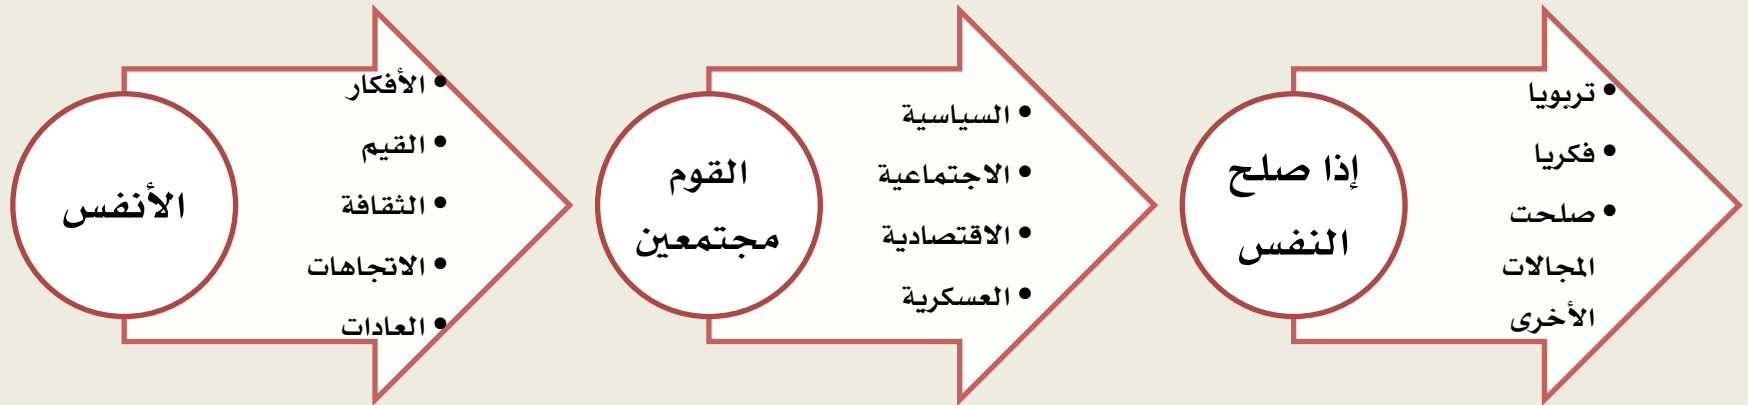 الأنفس
• الأفكار
• القيم
• الثقافة
• الاتجاهات
• العادات
القوم
مجتمعين
• السياسية
• الاجتماعية
• الاقتصادية
• العسكرية
إذا صلح
النفس
• تربويا
• فكريا
• صلحت
المجالات
الأخرى